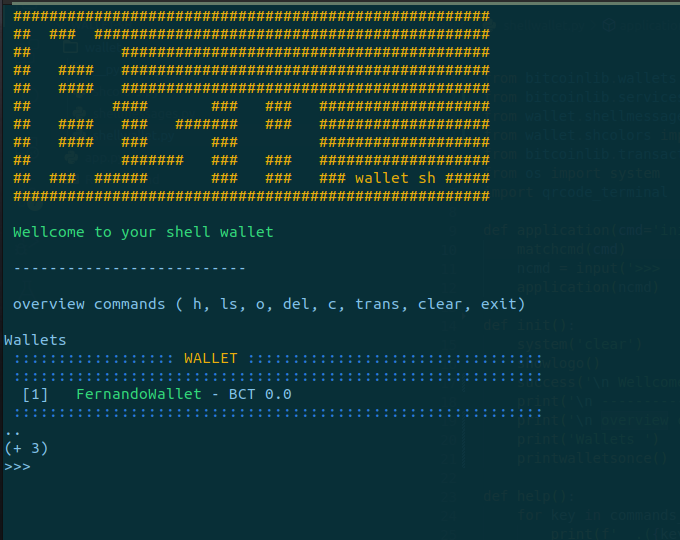 #####################################################
##  ###  ############################################
##          #########################################
##   ####   #########################################
##   ####   #########################################
##         ####       ###   ###   ###################
##   ####   ###   #######   ###   ###################
##   ####   ###       ###         ###################
##          #######   ###   ###   ###################
##  ###  ######       ###   ###   ### wallet sh #####
#####################################################
Wellcome to your shell wallet
--------------------------
overview commands ( h, ls, o, del, c, trans, clear, exit)
Wallets
:::::::::::::::::: WALLET :::::::::::::::::::::::::::::::::
:::::::::::::::::::::::::::::::::::::::::::::::::::::::::::
[1]   FernandoWallet - BCT 0.0
:::::::::::::::::::::::::::::::::::::::::::::::::::::::::::
..
(+ 3)
>>>